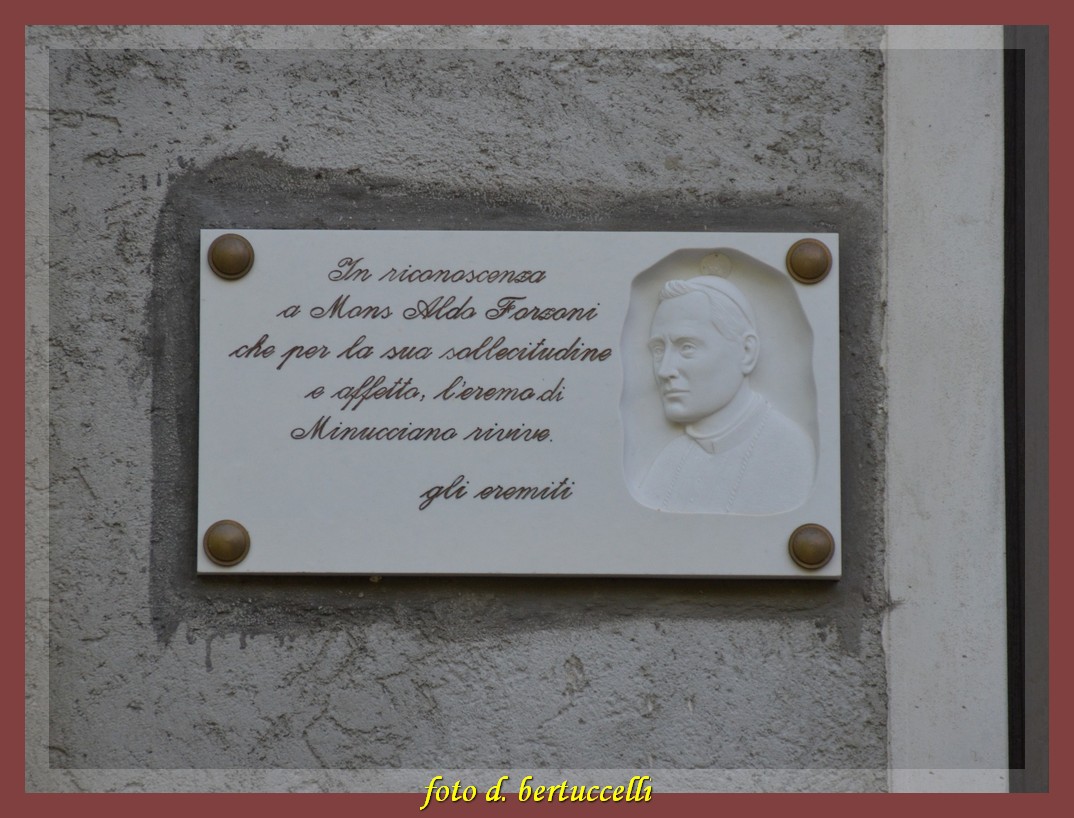 In riconoscenza
a Mons Aldo Forzoni
che per la sua sollecitudine
e affetto, l'eremo di
Minucciano rivive.
gli eremiti
foto d. bertuccelli